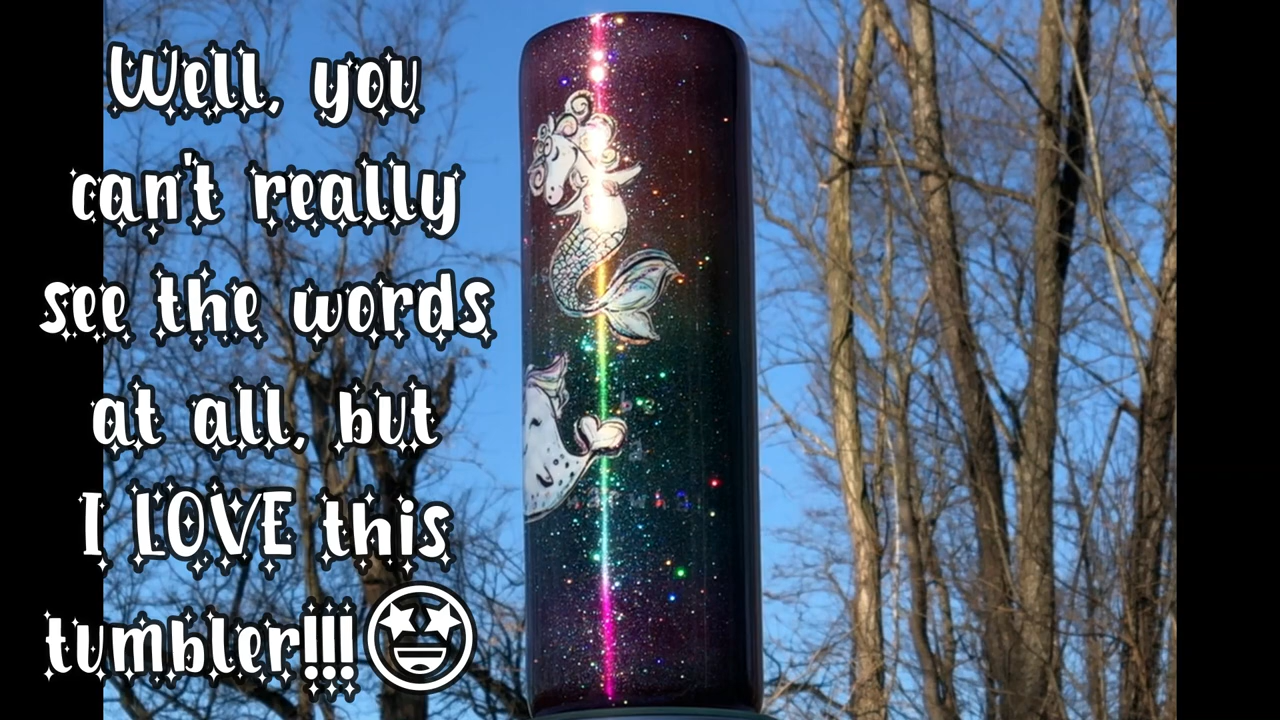 Well, you
can't really
see the words
at all, but
I LOVE this
tumbler!!!